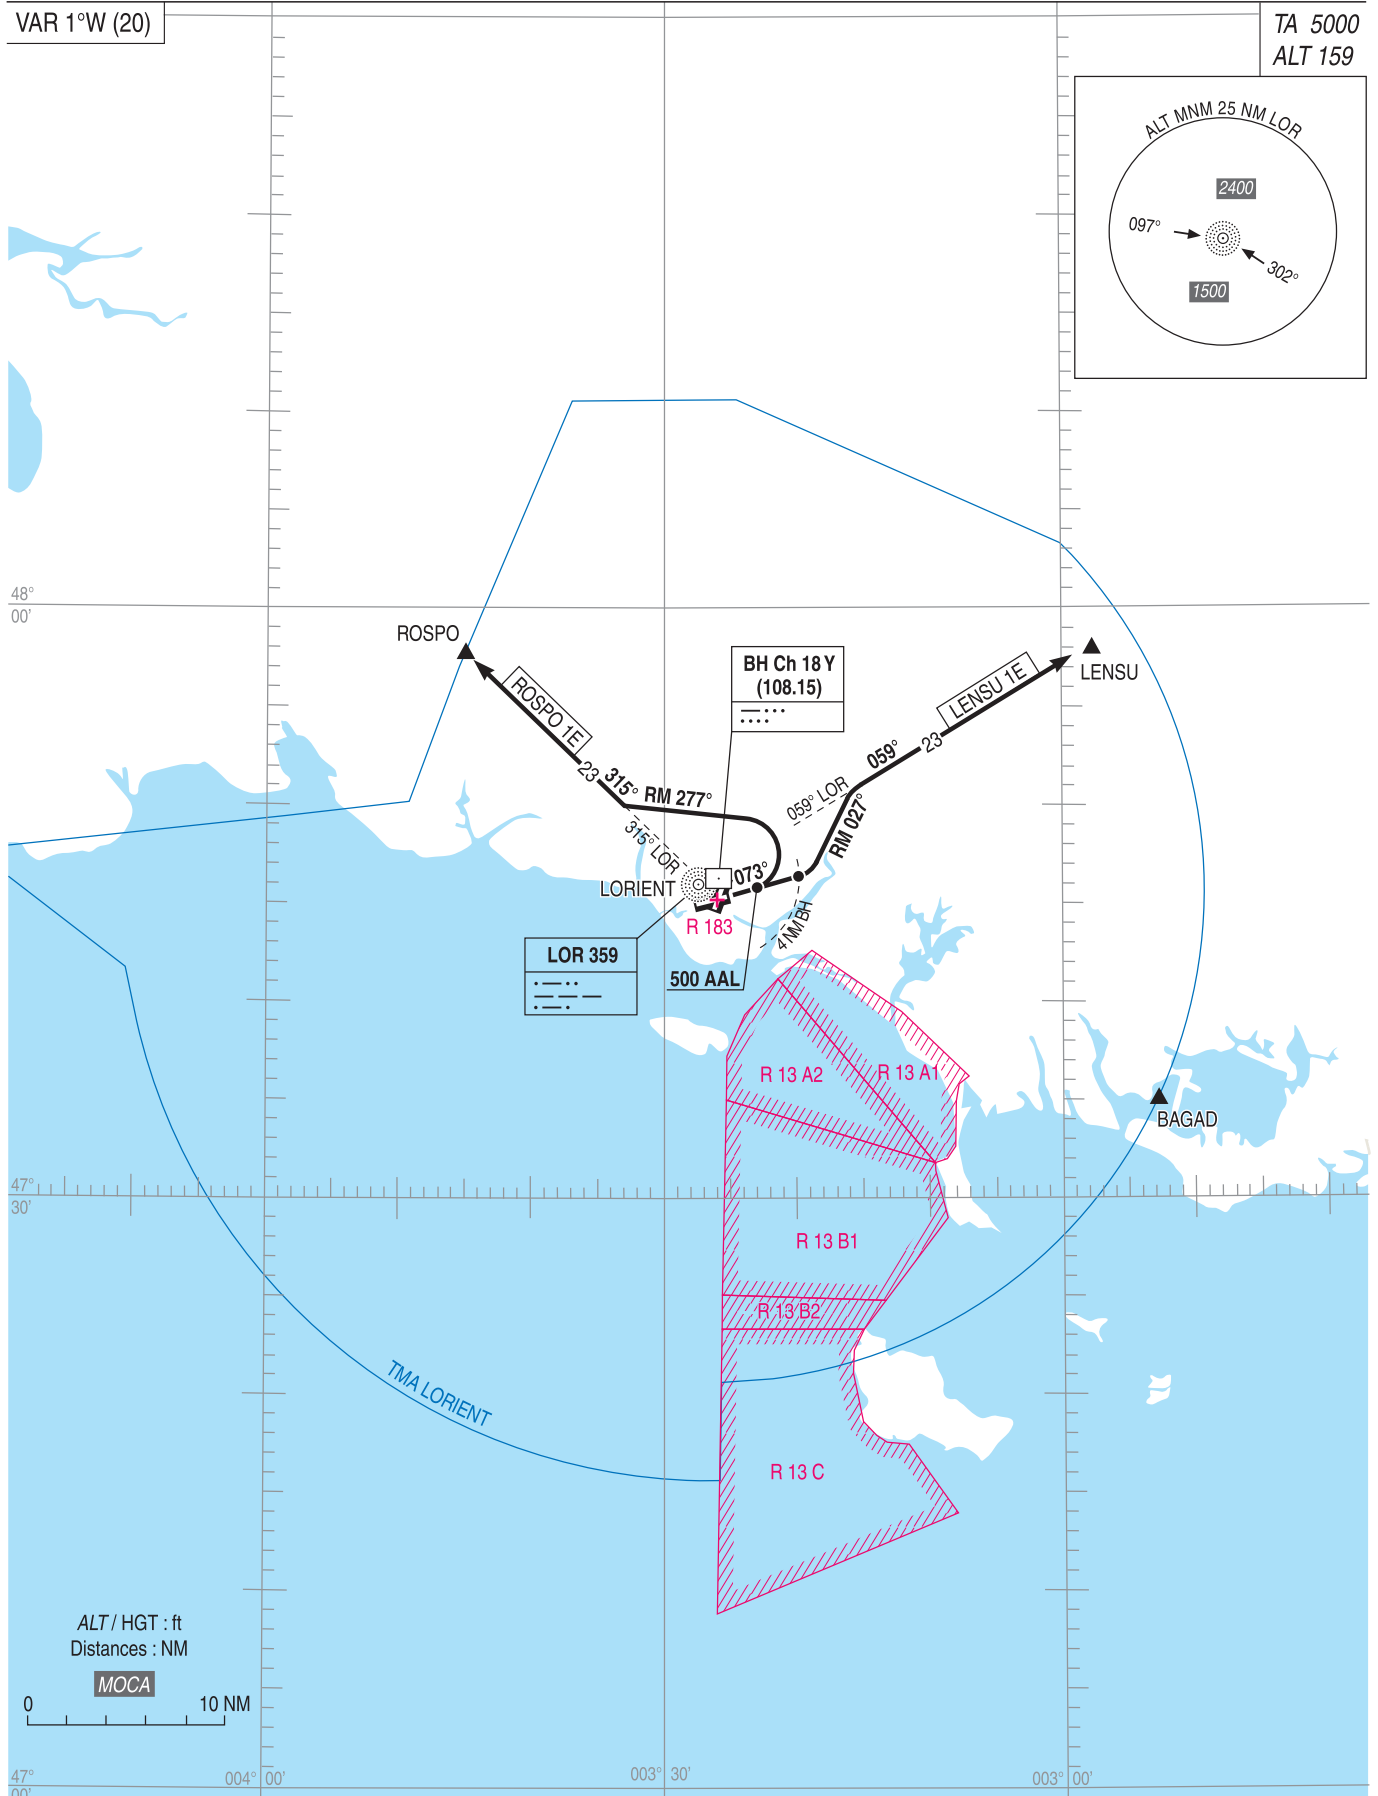 VAR 1°W (20)
TA 5000
ALT 159
ALT MNM 25 NM LOR
2400
097°
302°
1500
48°
00'
ROSPO
BH Ch 18 Y
(108.15)
LENSU
ROSPO 1E
LENSU 1E
23
23
059°
315°
RM 277°
059° LOR
RM 027°
315° LOR
073°
LORIENT
R 183
4 NM BH
LOR 359
500 AAL
R 13 A2
R 13 A1
BAGAD
47°
30'
R 13 B1
R 13 B2
TMA LORIENT
R 13 C
ALT / HGT : ft
Distances : NM
MOCA
0
10 NM
47°
00'
004° 00'
003° 30'
003° 00'